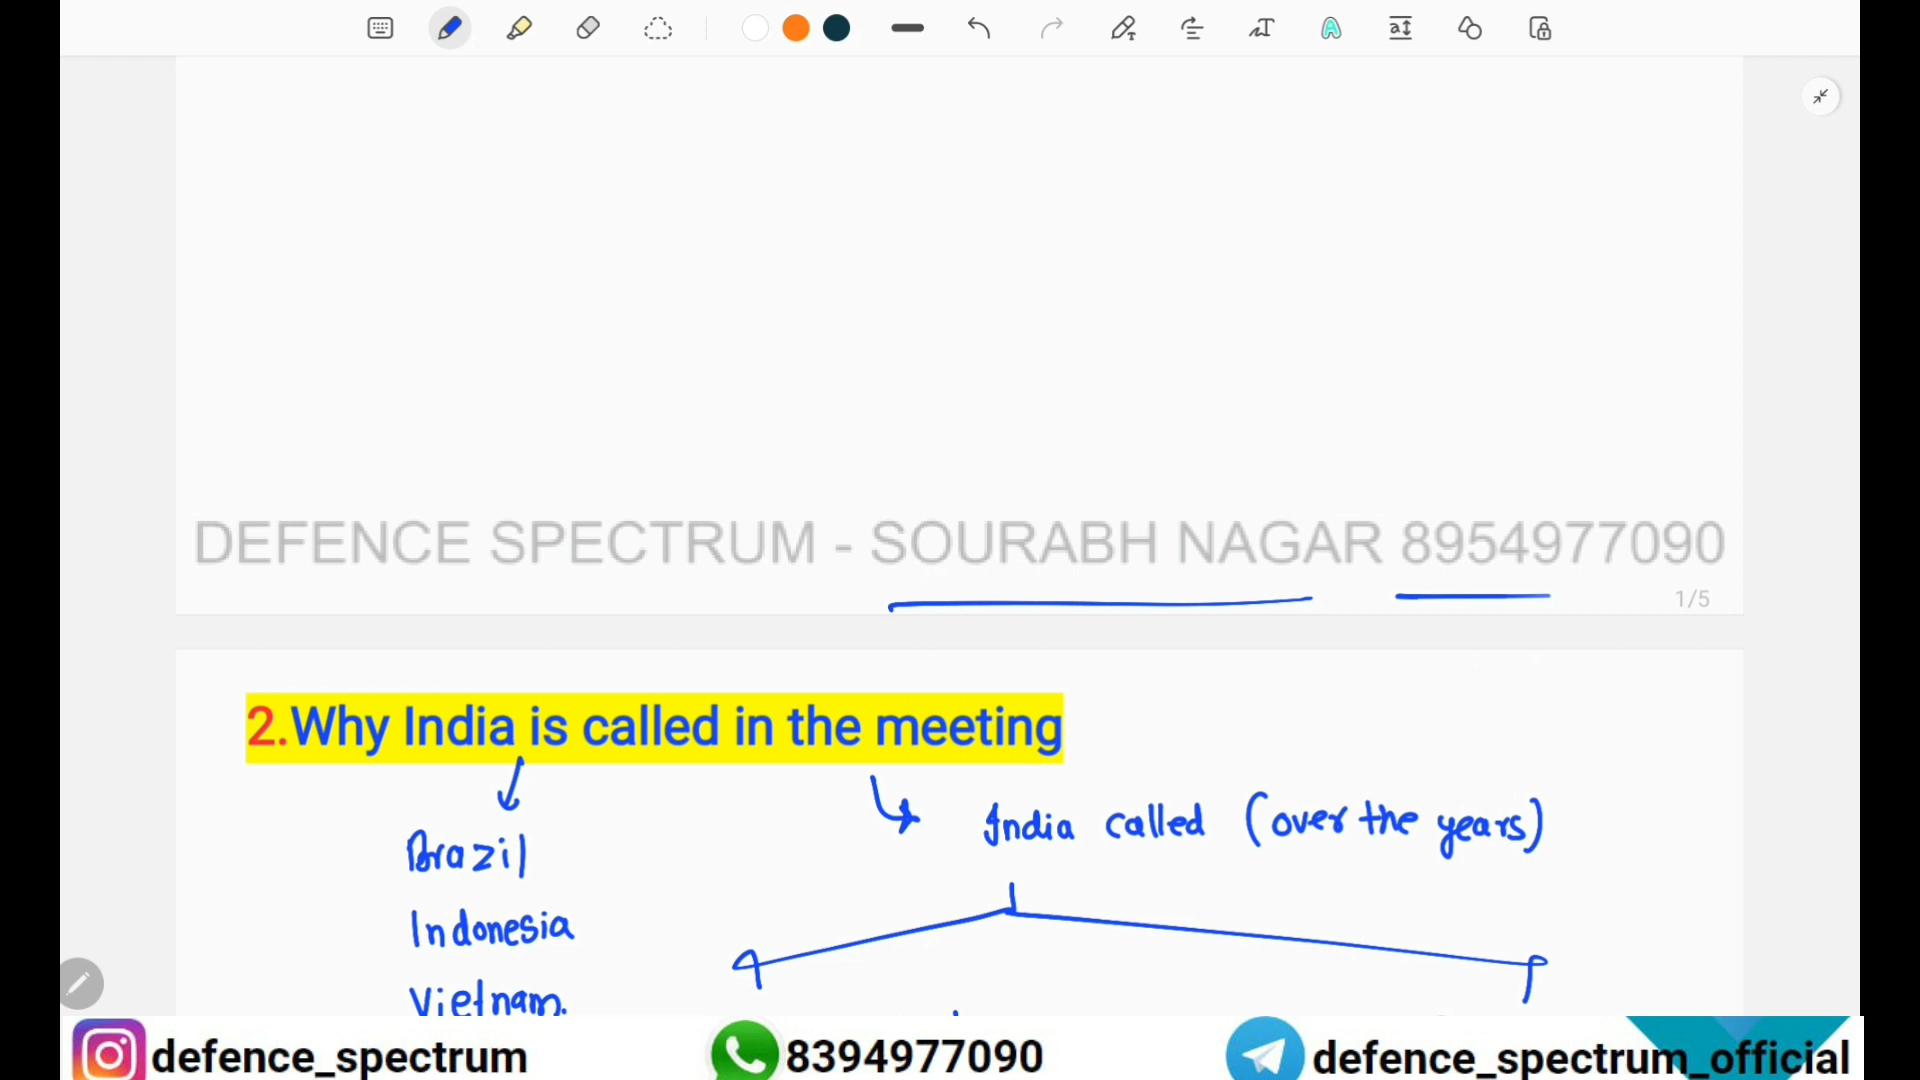 DEFENCE SPECTRUM - SOURABH NAGAR 8954977090
1/5
2.Why India is called in the meeting
India called (over the years)
Brazil
Indonesia
Vietnam.
defence_spectrum
8394977090
defence_spectrum_official